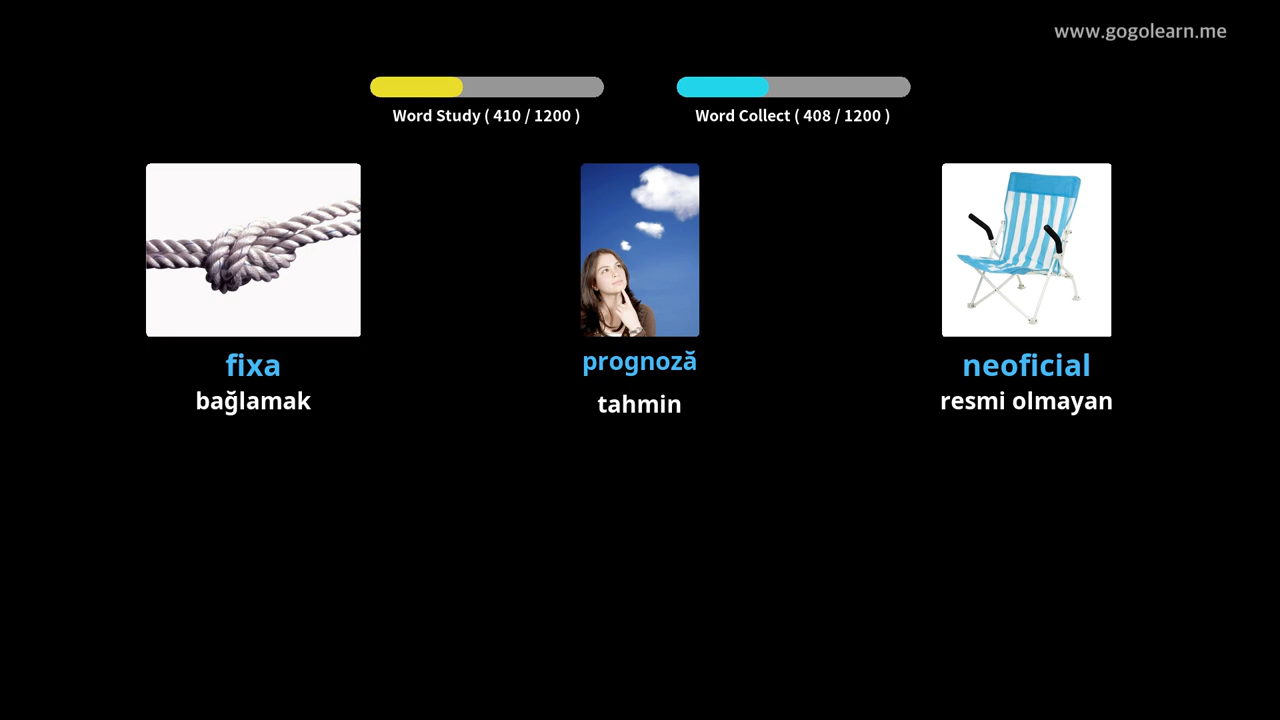 www.gogolearn.me
Word Study ( 410 / 1200 )
Word Collect ( 408 / 1200 )
fixa
bağlamak
prognoză
tahmin
neoficial
resmi olmayan